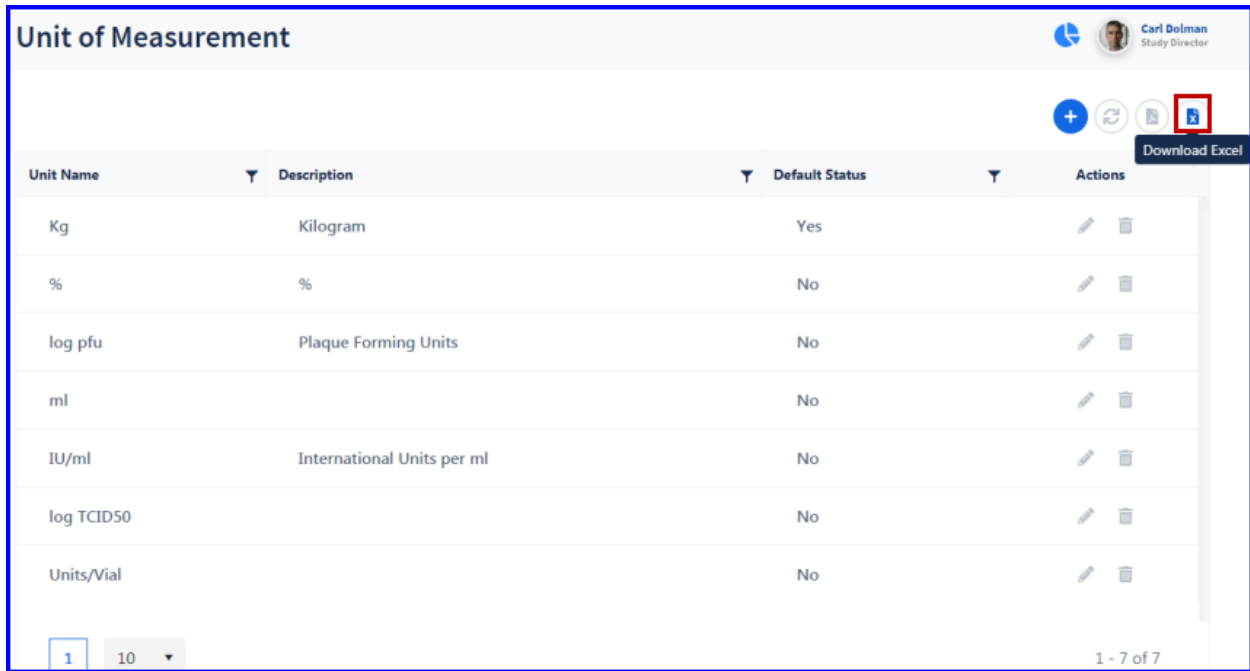 Unit of Measurement
Carl Dolman
Study Director
+
Download Excel
Unit Name Description Default Status Actions
Kg Kilogram Yes
% % No
log pfu Plaque Forming Units No
ml No
IU/ml International Units per ml No
log TCID50 No
Units/Vial No
1 10 1 - 7 of 7